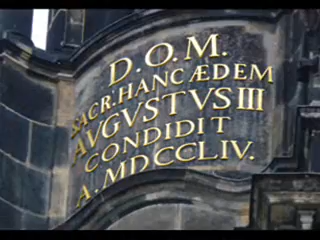 D.O.M.
SACR.HANC ÆDEM
AVGVSTVS III
CONDIDIT
A. MDCCLIV.